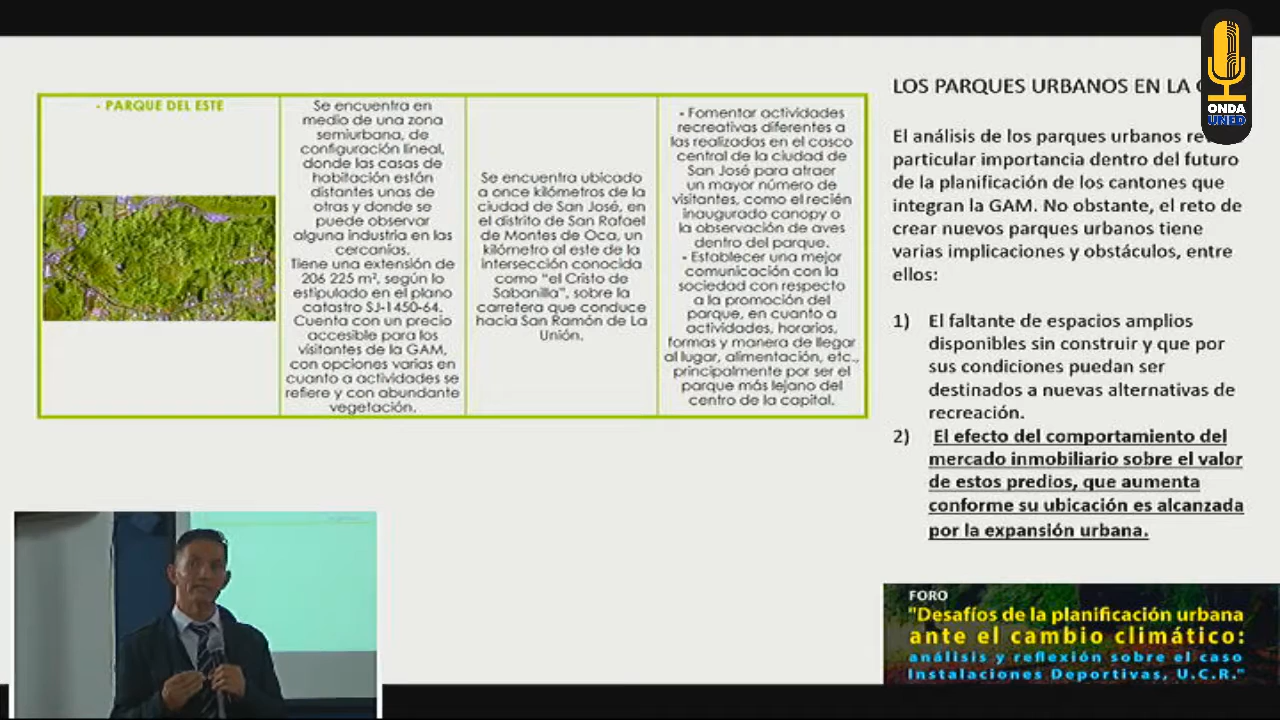 - PARQUE DEL ESTE
Se encuentra en
medio de una zona
semiurbana, de
configuración lineal,
donde las casas de
habitación están
distantes unas de
otras y donde se
puede observar
alguna industria en las
cercanías.
Tiene una extensión de
206 225 m², según lo
estipulado en el plano
catastro SJ-1450-64.
Cuenta con un precio
accesible para los
visitantes de la GAM,
con opciones varias en
cuanto a actividades se
refiere y con abundante
vegetación.
Se encuentra ubicado
a once kilómetros de la
ciudad de San José, en
el distrito de San Rafael
de Montes de Oca, un
kilómetro al este de la
intersección conocida
como “el Cristo de
Sabanilla”, sobre la
carretera que conduce
hacia San Ramón de La
Unión.
- Fomentar actividades
recreativas diferentes a
las realizadas en el casco
central de la ciudad de
San José para atraer
un mayor número de
visitantes, como el recién
inaugurado canopy o
la observación de aves
dentro del parque.
- Establecer una mejor
comunicación con la
sociedad con respecto
a la promoción del
parque, en cuanto a
actividades, horarios,
formas y manera de llegar
al lugar, alimentación, etc.,
principalmente por ser el
parque más lejano del
centro de la capital.
LOS PARQUES URBANOS EN LA
El análisis de los parques urbanos
particular importancia dentro del futuro
de la planificación de los cantones que
integran la GAM. No obstante, el reto de
crear nuevos parques urbanos tiene
varias implicaciones y obstáculos, entre
ellos:
1) El faltante de espacios amplios
disponibles sin construir y que por
sus condiciones puedan ser
destinados a nuevas alternativas de
recreación.
2) El efecto del comportamiento del
mercado inmobiliario sobre el valor
de estos predios, que aumenta
conforme su ubicación es alcanzada
por la expansión urbana.
ONDA
UNED
FORO
"Desafíos de la planificación urbana
ante el cambio climático:
análisis y reflexión sobre el caso
Instalaciones Deportivas, U.C.R."